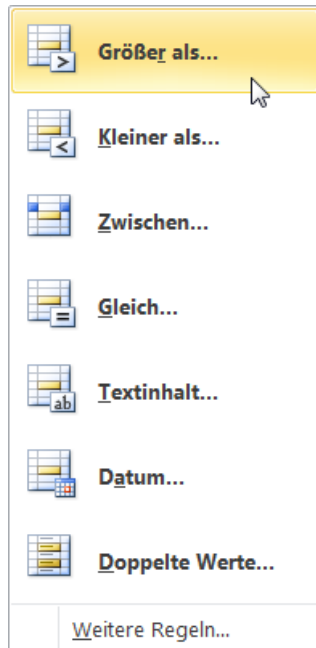 Größer als...
Kleiner als...
Zwischen...
Gleich...
Textinhalt...
Datum...
Doppelte Werte...
Weitere Regeln...